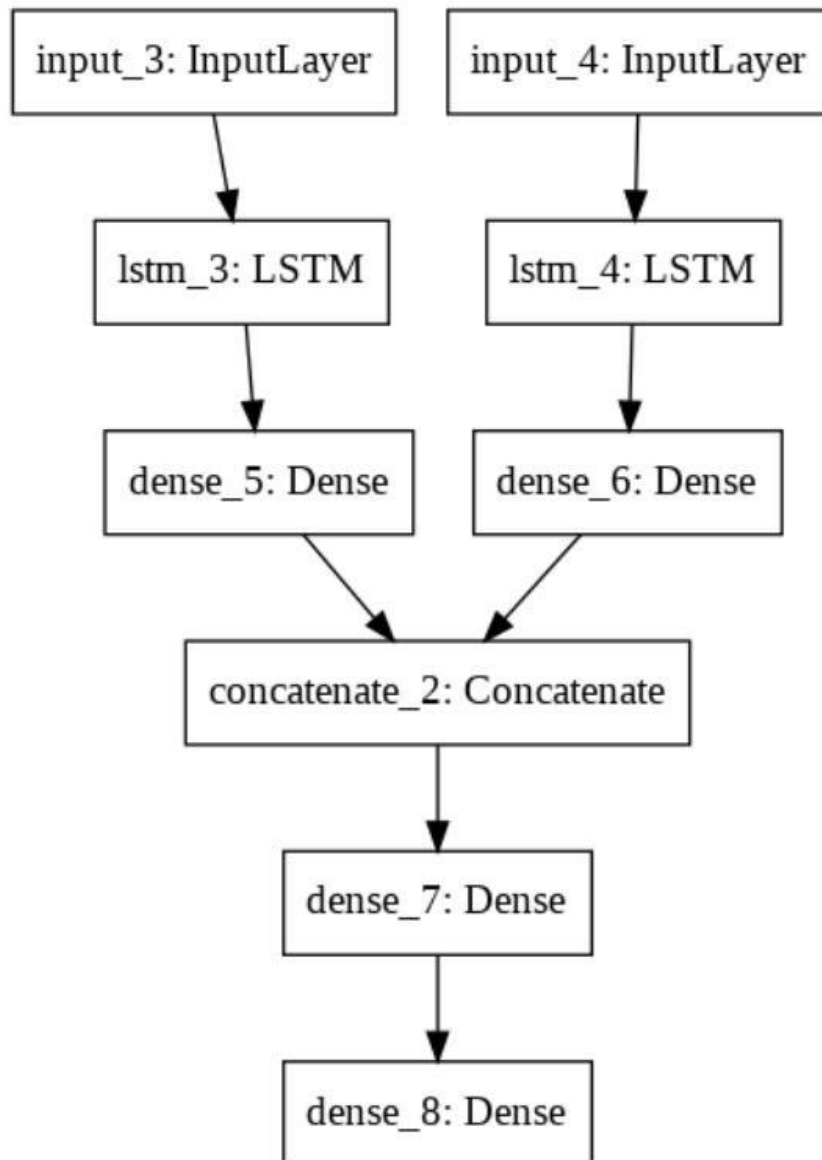 input_3: InputLayer
input_4: InputLayer
lstm_3: LSTM
lstm_4: LSTM
dense_5: Dense
dense_6: Dense
concatenate_2: Concatenate
dense_7: Dense
dense_8: Dense